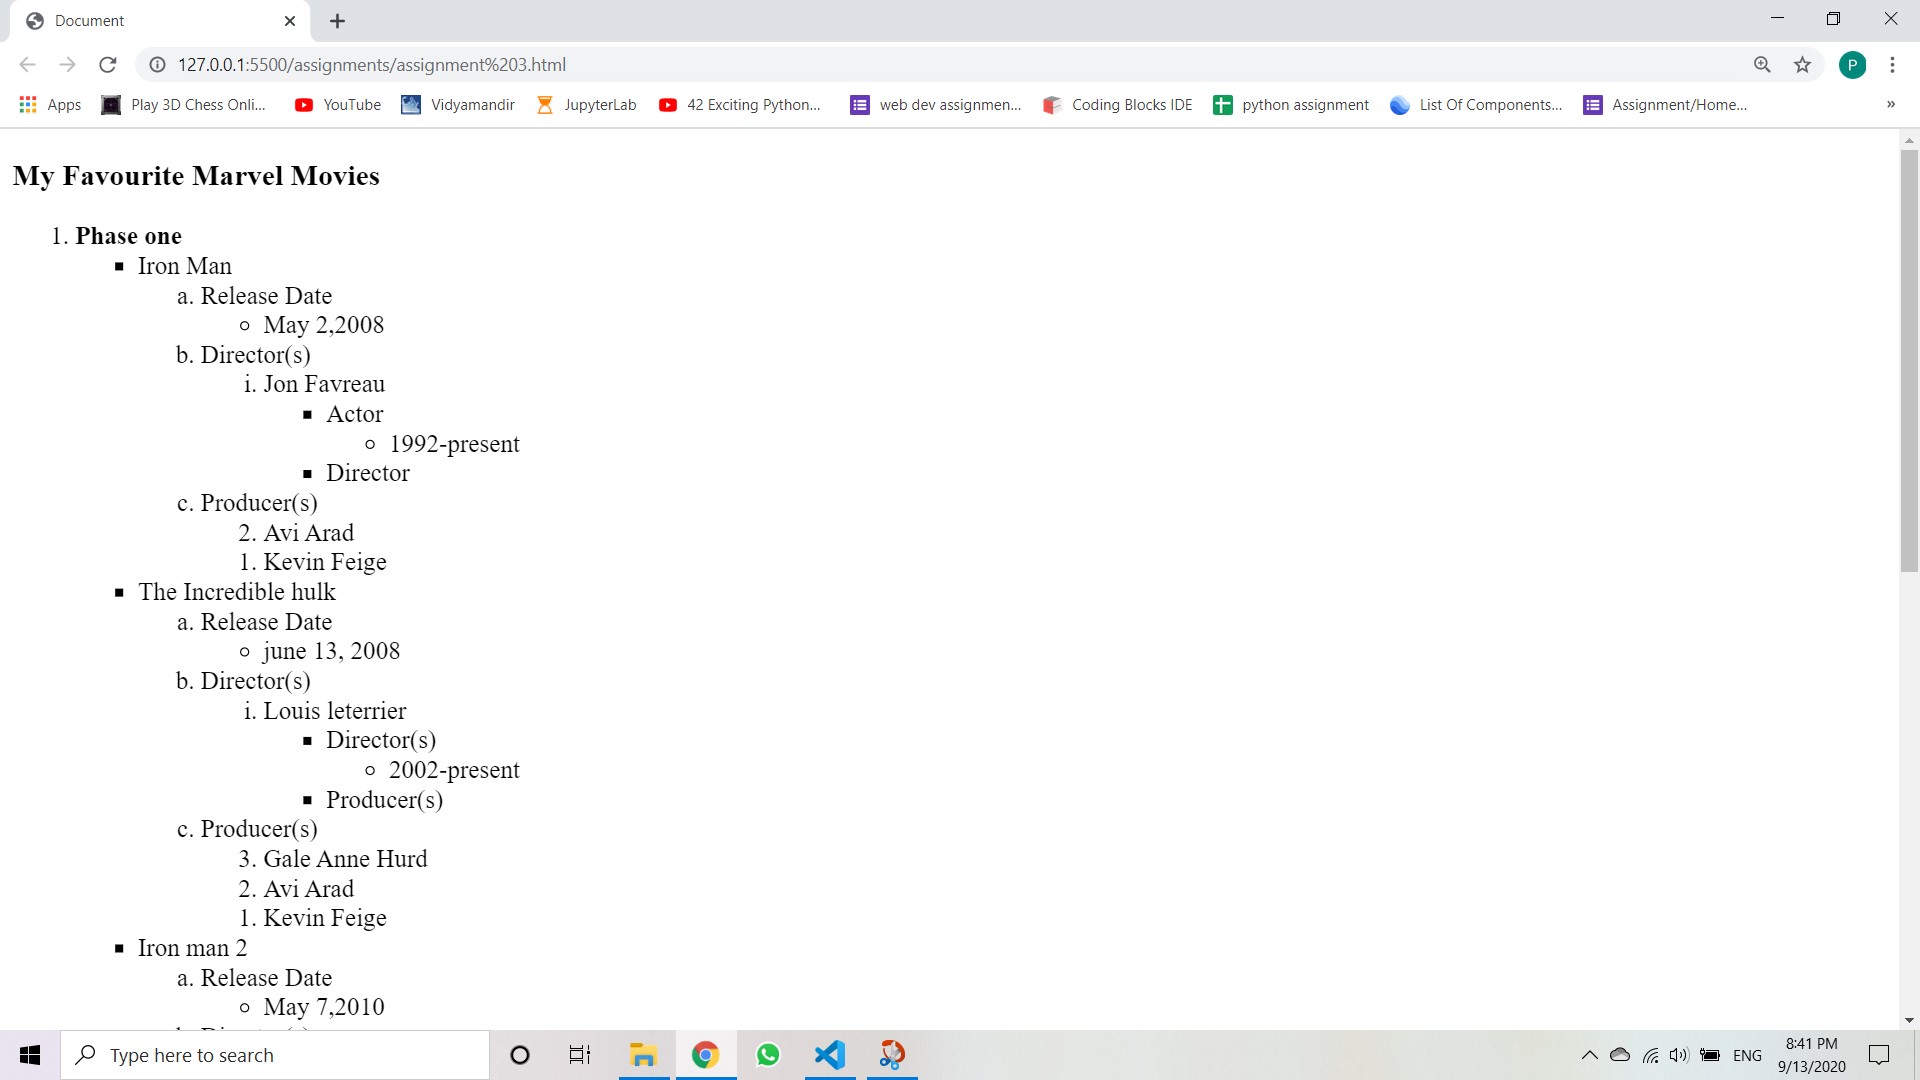 Document
127.0.0.1:5500/assignments/assignment%203.html
P
Apps
Play 3D Chess Onli...
YouTube
Vidyamandir
JupyterLab
42 Exciting Python...
web dev assignmen...
Coding Blocks IDE
python assignment
List Of Components...
Assignment/Home...
»
My Favourite Marvel Movies
1. Phase one
▪ Iron Man
a. Release Date
◦ May 2,2008
b. Director(s)
i. Jon Favreau
▪ Actor
◦ 1992-present
▪ Director
c. Producer(s)
2. Avi Arad
1. Kevin Feige
▪ The Incredible hulk
a. Release Date
◦ june 13, 2008
b. Director(s)
i. Louis leterrier
▪ Director(s)
◦ 2002-present
▪ Producer(s)
c. Producer(s)
3. Gale Anne Hurd
2. Avi Arad
1. Kevin Feige
▪ Iron man 2
a. Release Date
◦ May 7,2010
Type here to search
ENG
8:41 PM
9/13/2020